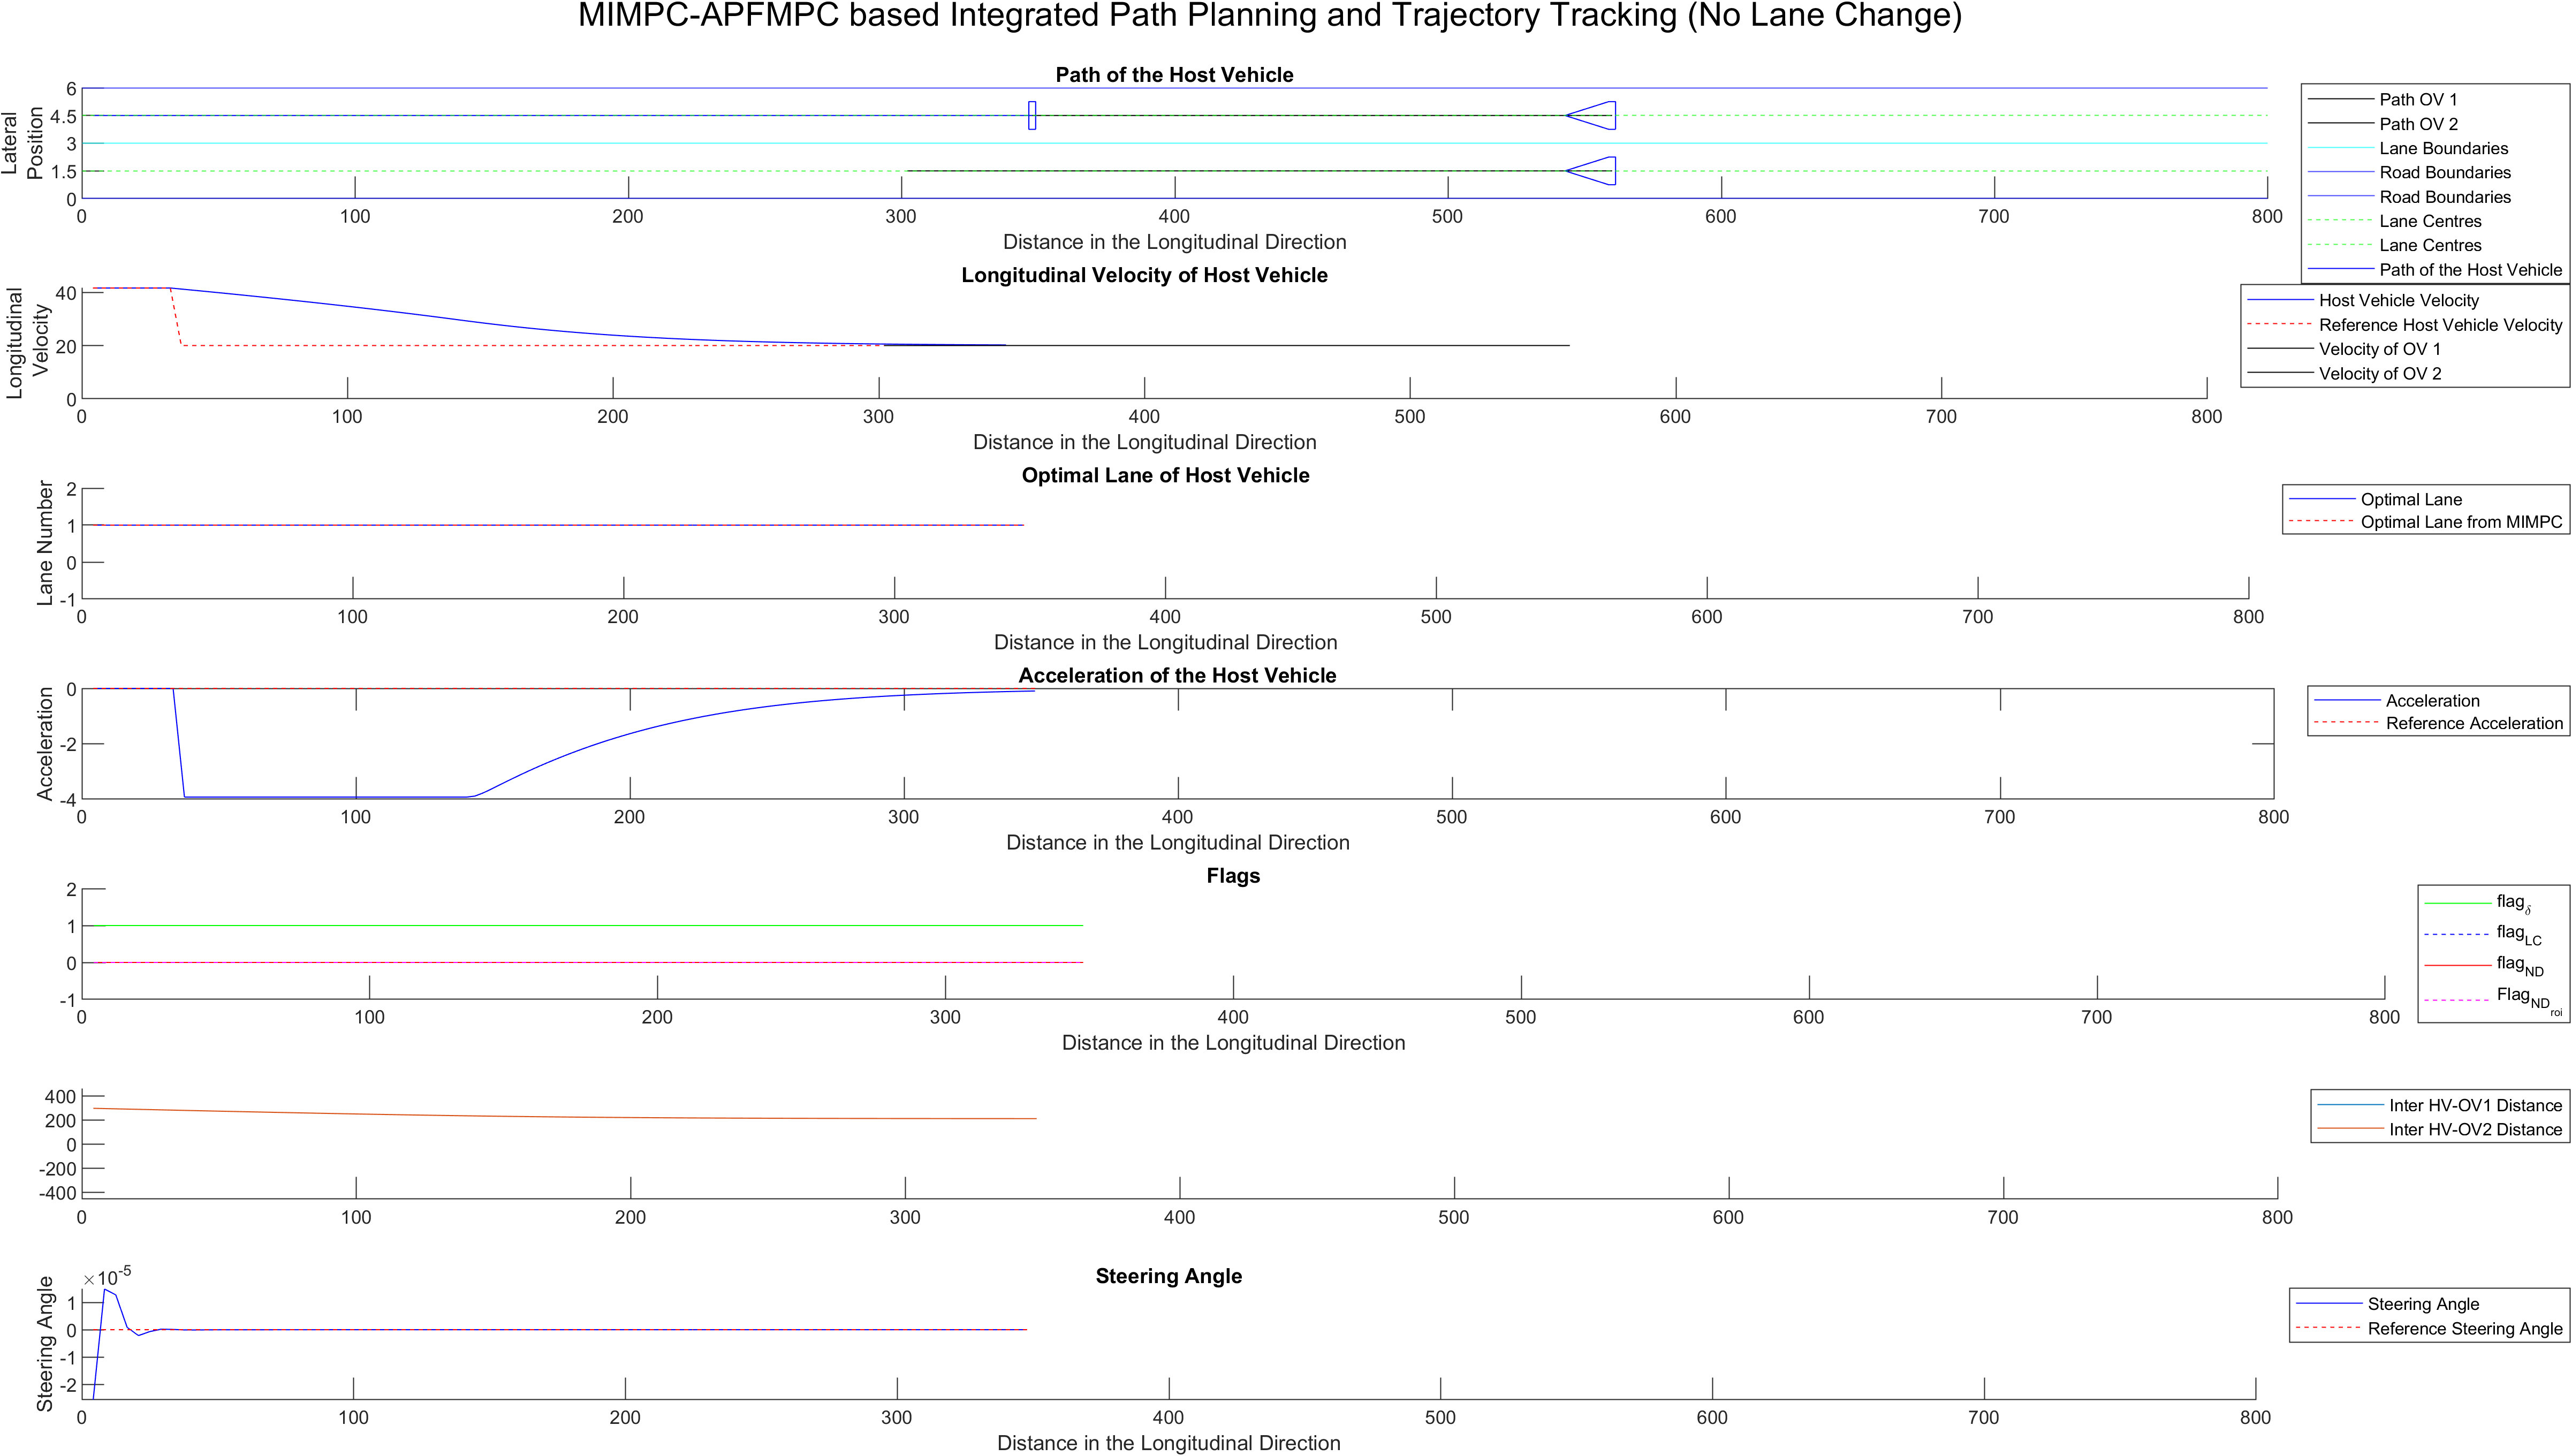 MIMPC-APFMPC based Integrated Path Planning and Trajectory Tracking (No Lane Change)
Path of the Host Vehicle
Lateral
Position
6
4.5
3
1.5
0
0 100 200 300 400 500 600 700 800
Distance in the Longitudinal Direction
Path OV 1
Path OV 2
Lane Boundaries
Road Boundaries
Road Boundaries
Lane Centres
Lane Centres
Path of the Host Vehicle
Longitudinal Velocity of Host Vehicle
Longitudinal
Velocity
40
20
0
0 100 200 300 400 500 600 700 800
Distance in the Longitudinal Direction
Host Vehicle Velocity
Reference Host Vehicle Velocity
Velocity of OV 1
Velocity of OV 2
Optimal Lane of Host Vehicle
Lane Number
2
1
0
-1
0 100 200 300 400 500 600 700 800
Distance in the Longitudinal Direction
Optimal Lane
Optimal Lane from MIMPC
Acceleration of the Host Vehicle
Acceleration
0
-2
-4
0 100 200 300 400 500 600 700 800
Distance in the Longitudinal Direction
Acceleration
Reference Acceleration
Flags
2
1
0
-1
0 100 200 300 400 500 600 700 800
Distance in the Longitudinal Direction
flagδ
flagLC
flagND
FlagNDroi
400
200
0
-200
-400
0 100 200 300 400 500 600 700 800
Inter HV-OV1 Distance
Inter HV-OV2 Distance
Steering Angle
Steering Angle
×10-5
1
0
-1
-2
0 100 200 300 400 500 600 700 800
Distance in the Longitudinal Direction
Steering Angle
Reference Steering Angle